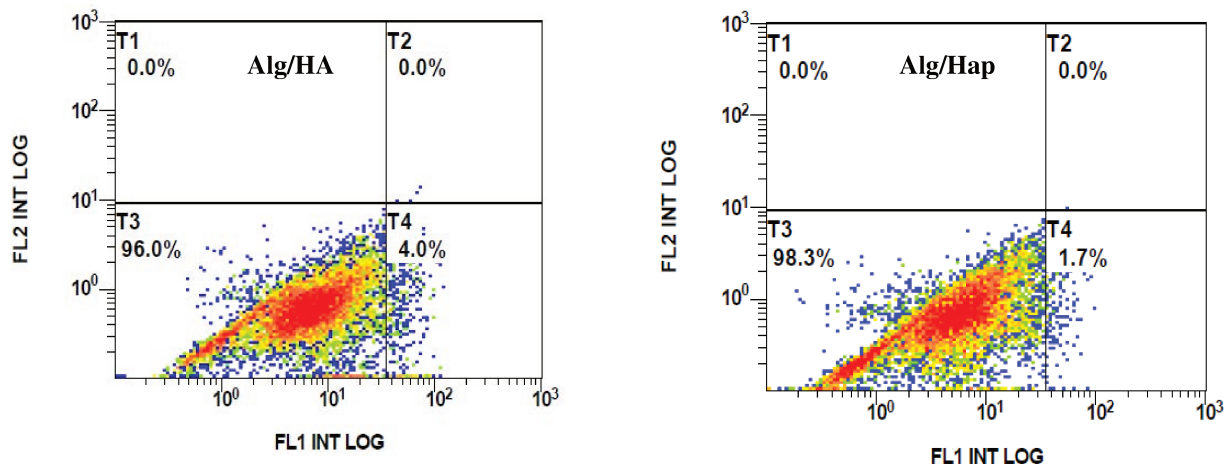 10³
T1
0.0%
Alg/HA
T2
0.0%
10²
10¹
T3
96.0%
T4
4.0%
10⁰
FL2 INT LOG
10⁰ 10¹ 10² 10³
FL1 INT LOG
10³
T1
0.0%
Alg/Hap
T2
0.0%
10²
10¹
T3
98.3%
T4
1.7%
10⁰
FL2 INT LOG
10⁰ 10¹ 10² 10³
FL1 INT LOG